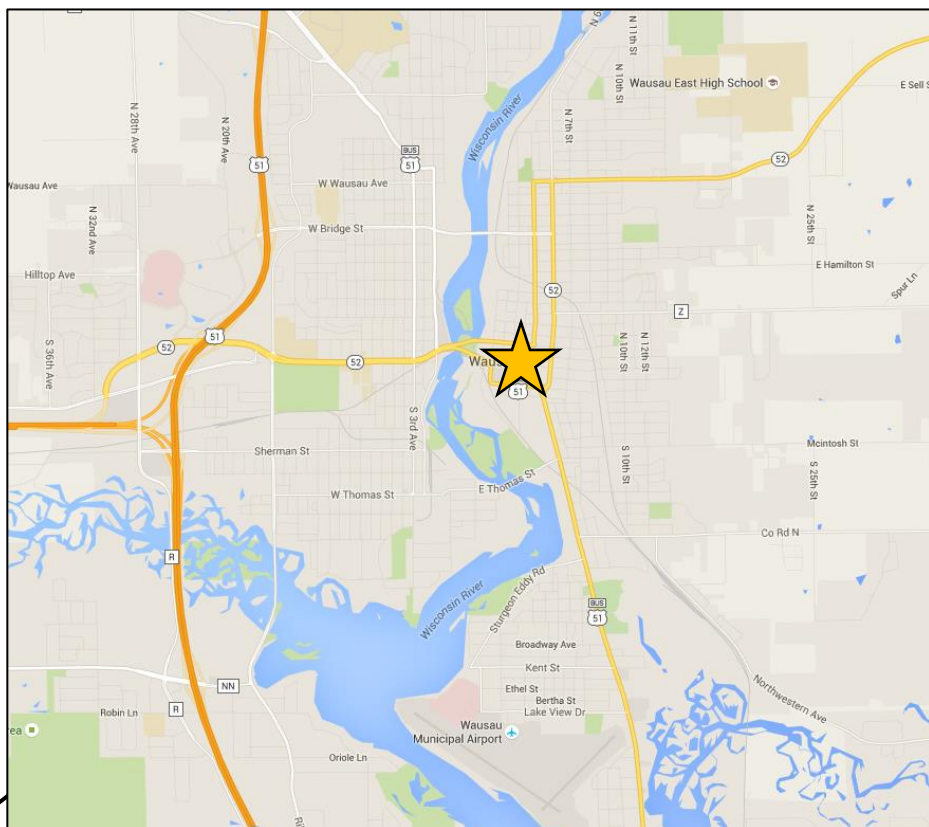 N 9
N 11th St
N 10th St
Wausau East High School
E Sell S
N 28th Ave
N 20th Ave
51
Wisconsin River
N 7th St
BUS
51
52
Wausau Ave
W Wausau Ave
N 32nd Ave
W Bridge St
N 25th St
Hilltop Ave
E Hamilton St
Spur Ln
52
Z
51
S 36th Ave
52
52
Waus
51
N 10th St
N 12th St
S 3rd Ave
Sherman St
S 10th St
Mcintosh St
S 25th St
W Thomas St
E Thomas St
Co Rd N
R
Wisconsin River
Sturgeon Eddy Rd
BUS
51
Broadway Ave
Kent St
NN
Ethel St
Bertha St
Lake View Dr
Northwestern Ave
R
Robin Ln
rea
Wausau
Municipal Airport
Oriole Ln
Ri